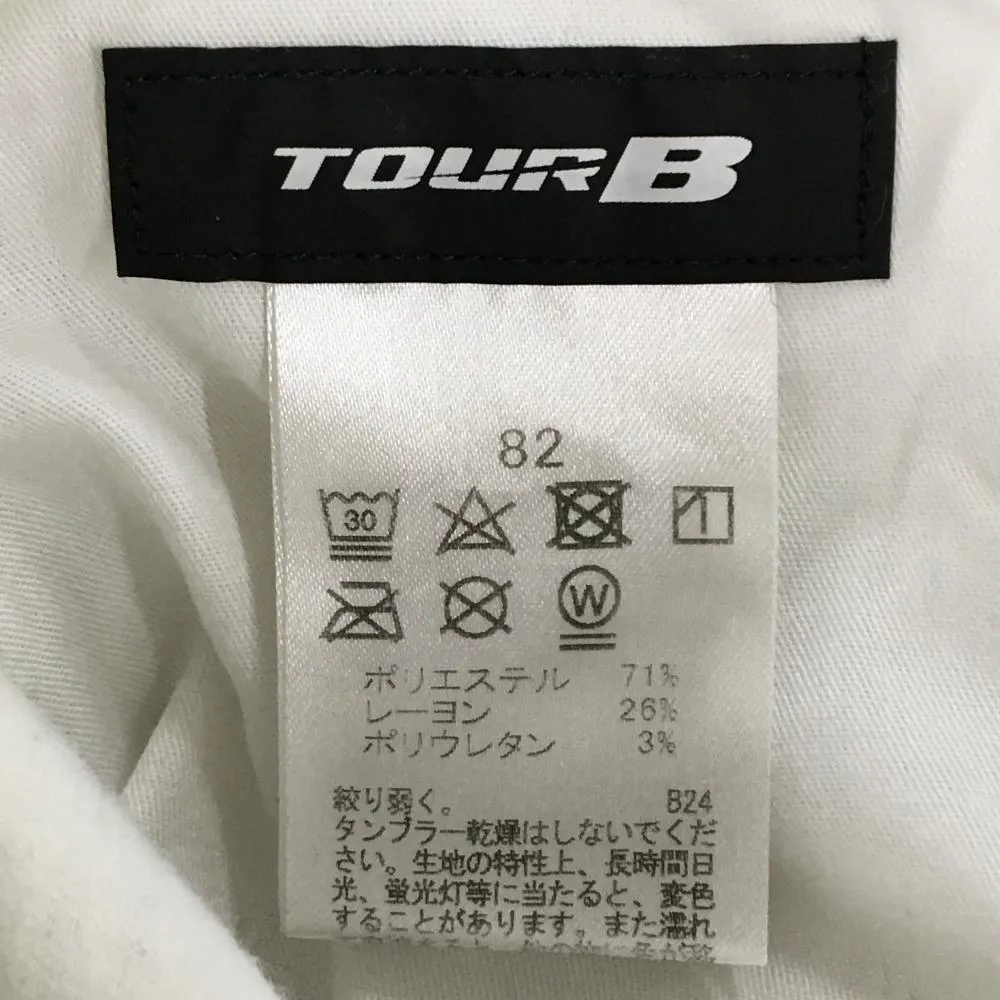 TOURB
82
30
W
ポリエステル 71%
レーヨン 26%
ポリウレタン 3%
絞り弱く。 B24
タンブラー乾燥はしないでくだ
さい。生地の特性上、長時間日
光、蛍光灯等に当たると、変色
することがあります。また濡れ